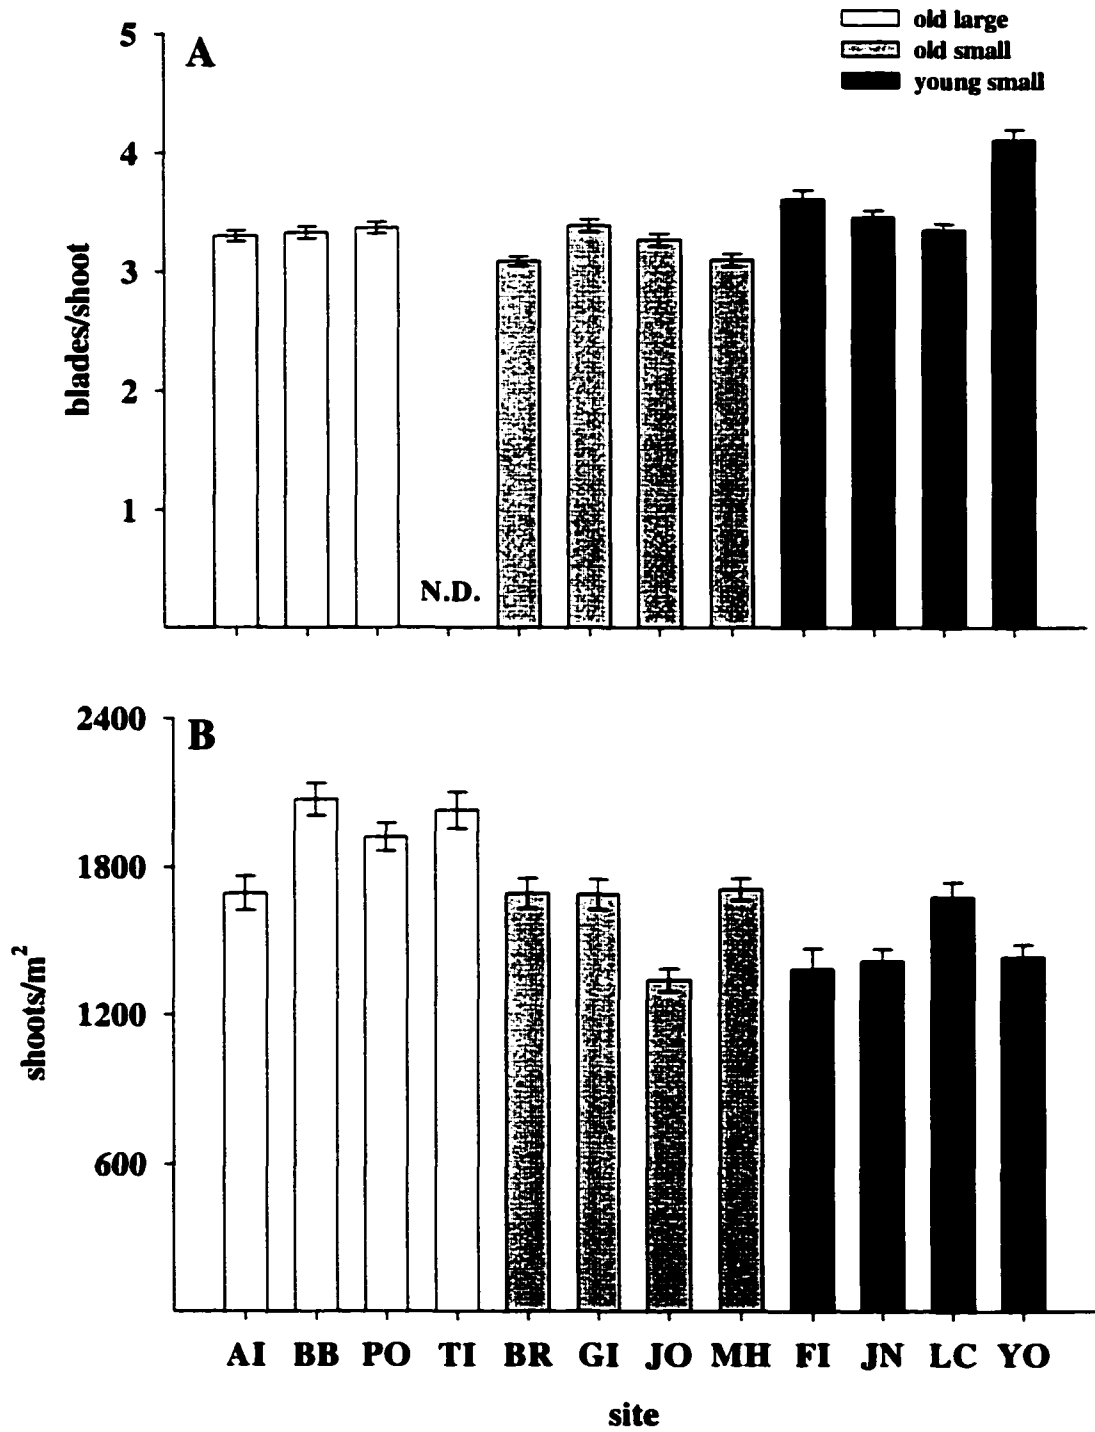 old large
old small
young small
A
5
4
3
2
1
blades/shoot
N.D.
B
2400
1800
1200
600
shoots/m²
AI BB PO TI BR GI JO MH FI JN LC YO
site